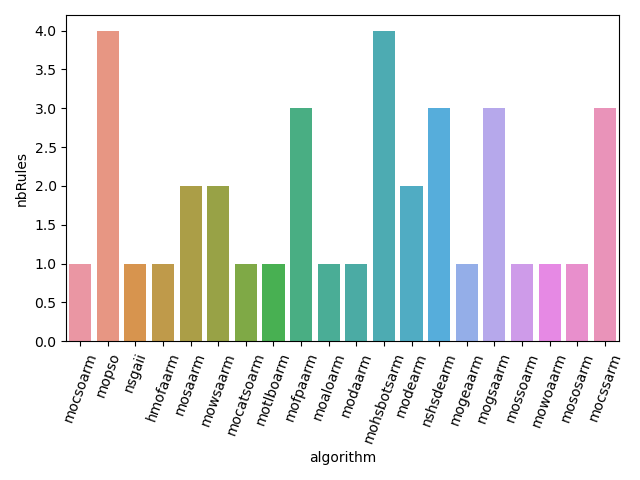 nbRules
4.0
3.5
3.0
2.5
2.0
1.5
1.0
0.5
0.0
mocsoarm
mopso
nsgaii
hmofaarm
mosaarm
mowsaarm
mocatsoarm
motlboarm
mofpaarm
moaloarm
modaarm
mohsbotsarm
modearm
nshsdearm
mogeaarm
mogsaarm
mossoarm
mowoaarm
mososarm
mocssarm
algorithm